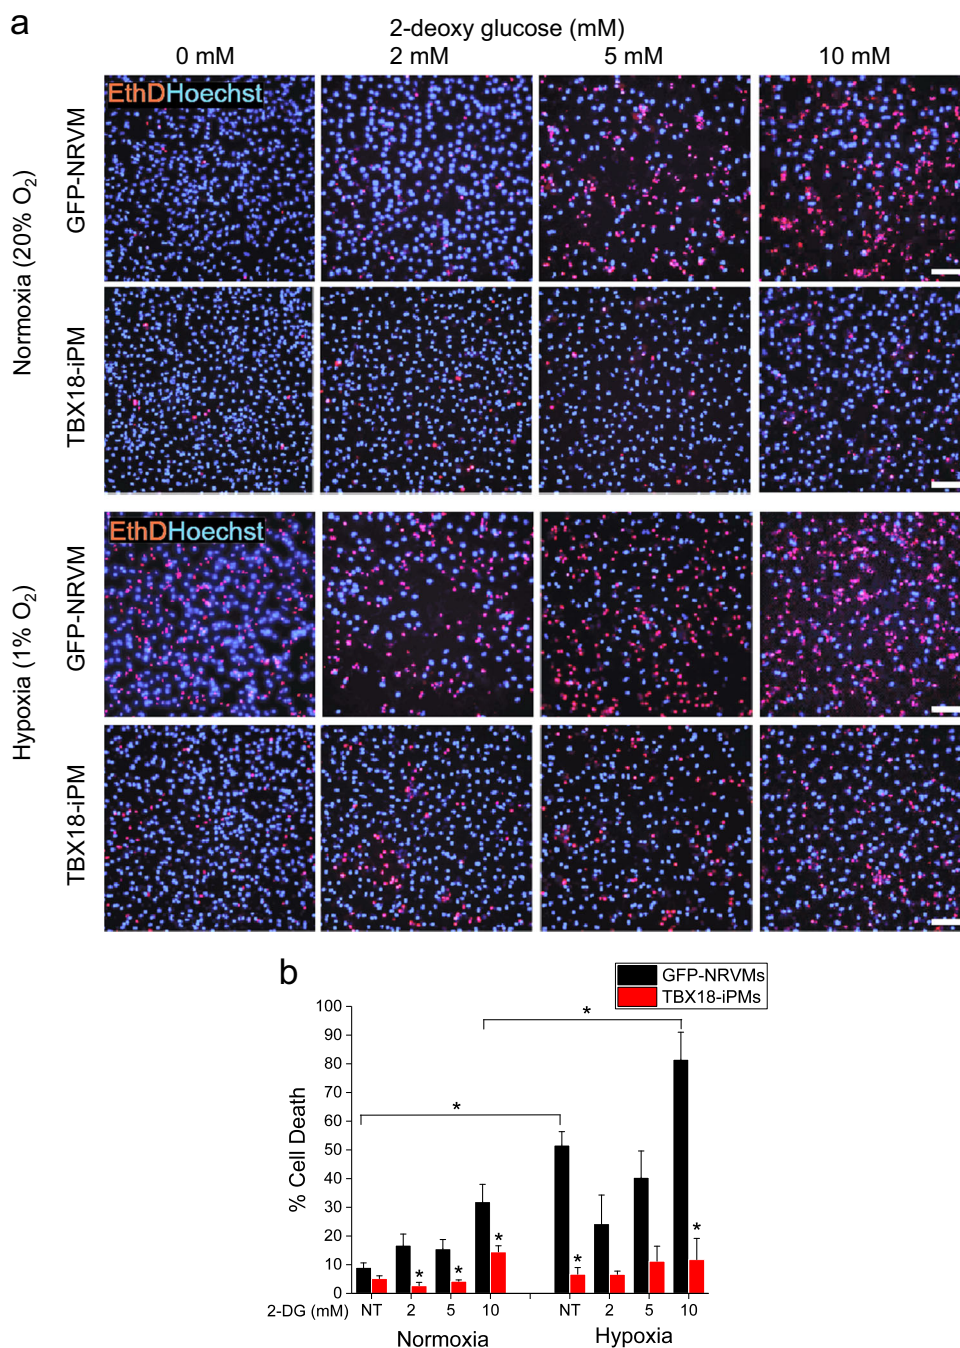 a
2-deoxy glucose (mM)
0 mM 2 mM 5 mM 10 mM
EthDHoechst
Normoxia (20% O2)
GFP-NRVM
TBX18-iPM
EthDHoechst
Hypoxia (1% O2)
GFP-NRVM
TBX18-iPM
b
GFP-NRVMs
TBX18-iPMs
% Cell Death
100
90
80
70
60
50
40
30
20
10
0
*
*
* * * * *
2-DG (mM) NT 2 5 10 NT 2 5 10
Normoxia Hypoxia